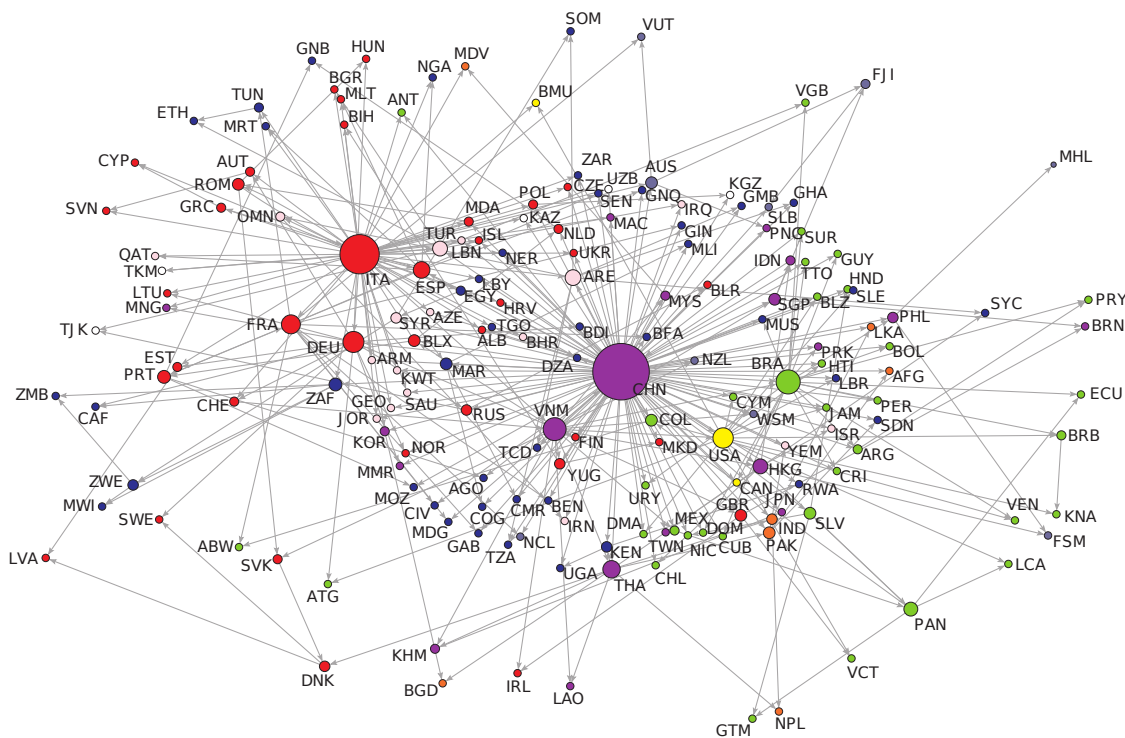 SOM
VUT
GNB
HUN
NGA
MDV
BGR
MLT
BIH
ANT
BMU
FJI
VGB
TUN
ETH
MRT
CYP
AUT
ROM
SVN
GRC
OMN
ZAR
CZE
UZB
SEN
AUS
GNQ
KGZ
GMB
GHA
MHL
POL
MDA
KAZ
MAC
IRQ
SLB
PNG
SUR
GIN
MLI
TUR
LBN
ISL
NLD
UKR
NER
QAT
TKM
ITA
ESP
LBY
EGY
HRV
ARE
IDN
TTO
GUY
LTU
MNG
MYS
BLR
SGP
BLZ
HND
SLE
SYC
PRY
BRN
TJK
FRA
SYR
AZE
TGO
ALB
BHR
BDI
BFA
MUS
PHL
LKA
DEU
BLX
EST
PRT
ARM
KWT
MAR
DZA
CHN
NZL
BRA
PRK
HTI
BOL
AFG
LBR
ZMB
CAF
ZAF
GEO
SAU
CHE
JOR
RUS
VNM
COL
CYM
WSM
JAM
PER
SDN
ECU
KOR
NOR
FIN
MKD
USA
YEM
ISR
ARG
BRB
MMR
TCD
YUG
HKG
CRI
ZWE
MWI
MOZ
AGO
CIV
MDG
COG
CMR
BEN
URY
CAN
RWA
JPN
GBR
IND
SLV
VEN
KNA
SWE
GAB
TZA
NCL
IRN
DMA
MEX
DOM
TWN
NIC
CUB
PAK
FSM
LVA
ABW
SVK
ATG
KEN
UGA
THA
CHL
LCA
PAN
KHM
DNK
BGD
IRL
LAO
VCT
GTM
NPL